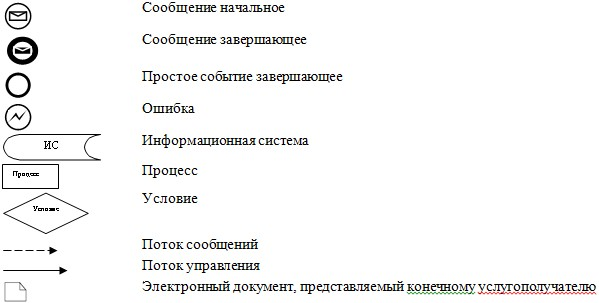 Сообщение начальное
Сообщение завершающее
Простое событие завершающее
Ошибка
ИС Информационная система
Процесс Процесс
Условие Условие
Поток сообщений
Поток управления
Электронный документ, представляемый конечному услугополучателю